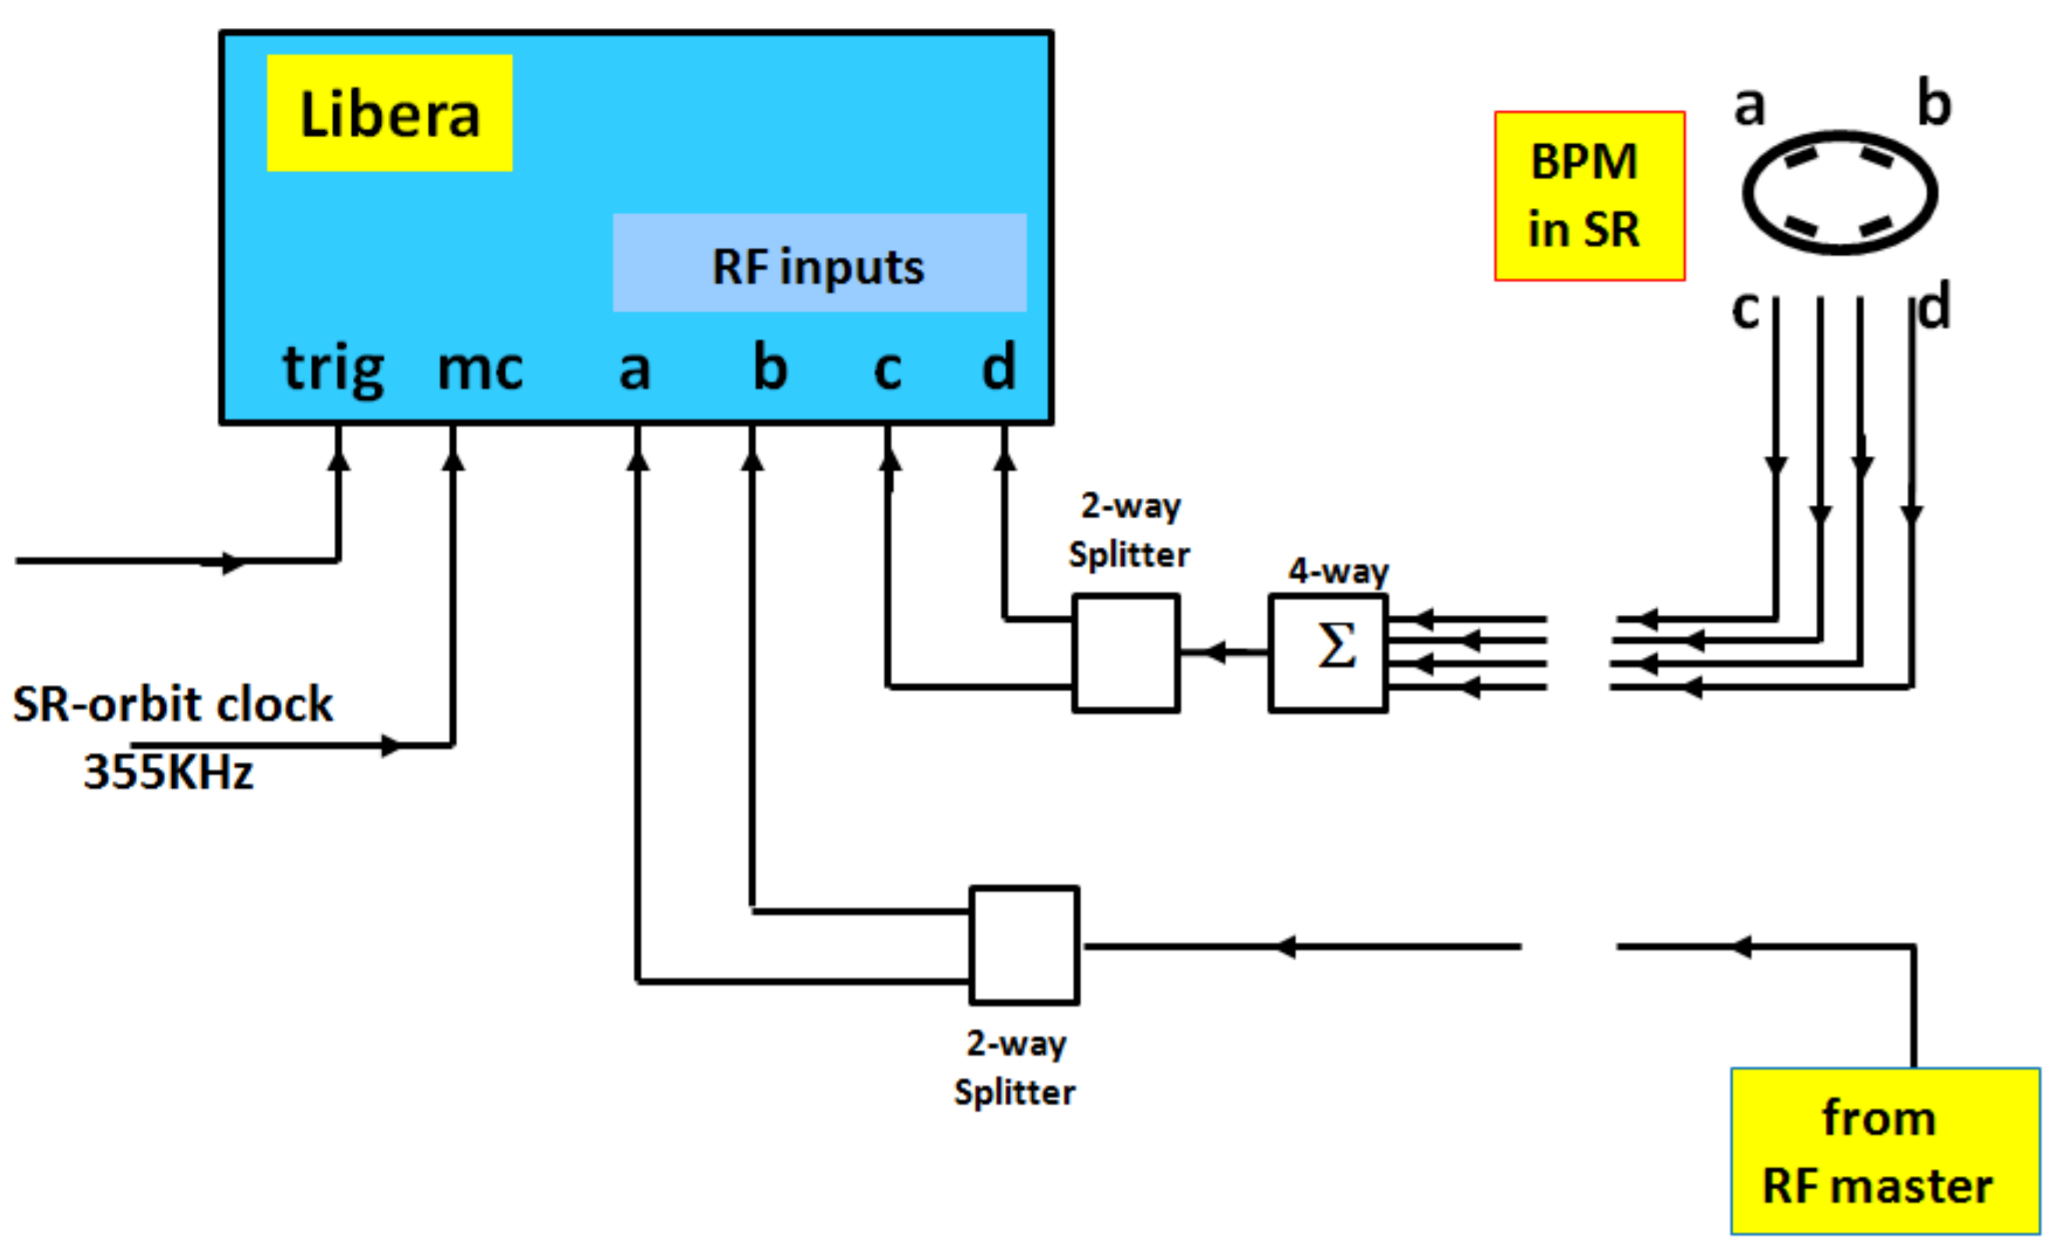 Libera
RF inputs
trig mc a b c d
BPM
in SR
a b
c d
2-way
Splitter
4-way
Σ
SR-orbit clock
355KHz
2-way
Splitter
from
RF master